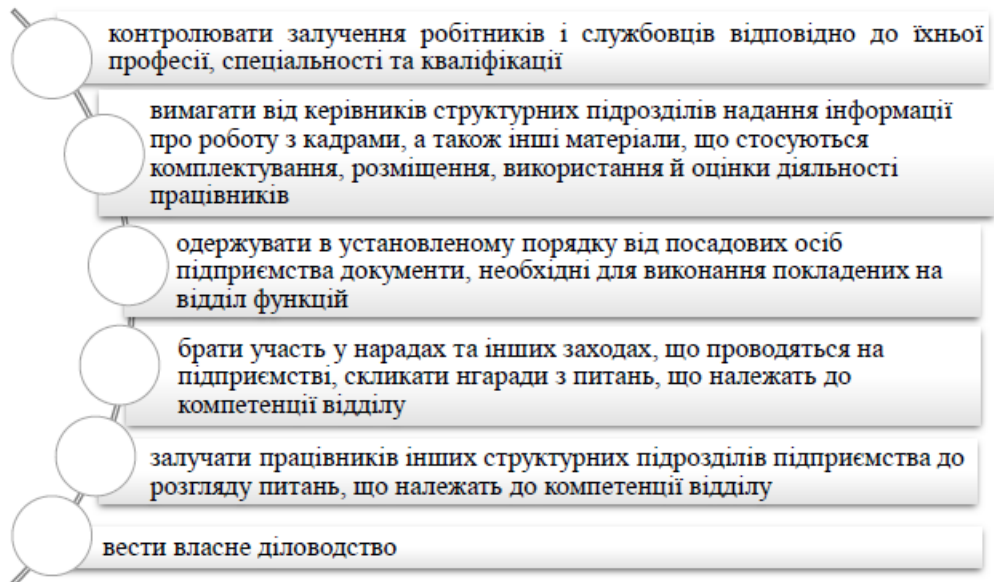 контролювати залучення робітників і службовців відповідно до їхньої
професії, спеціальності та кваліфікації
вимагати від керівників структурних підрозділів надання інформації
про роботу з кадрами, а також інші матеріали, що стосуються
комплектування, розміщення, використання й оцінки діяльності
працівників
одержувати в установленому порядку від посадових осіб
підприємства документи, необхідні для виконання покладених на
відділ функцій
брати участь у нарадах та інших заходах, що проводяться на
підприємстві, скликати нгаради з питань, що належать до
компетенції відділу
залучати працівників інших структурних підрозділів підприємства до
розгляду питань, що належать до компетенції відділу
вести власне діловодство